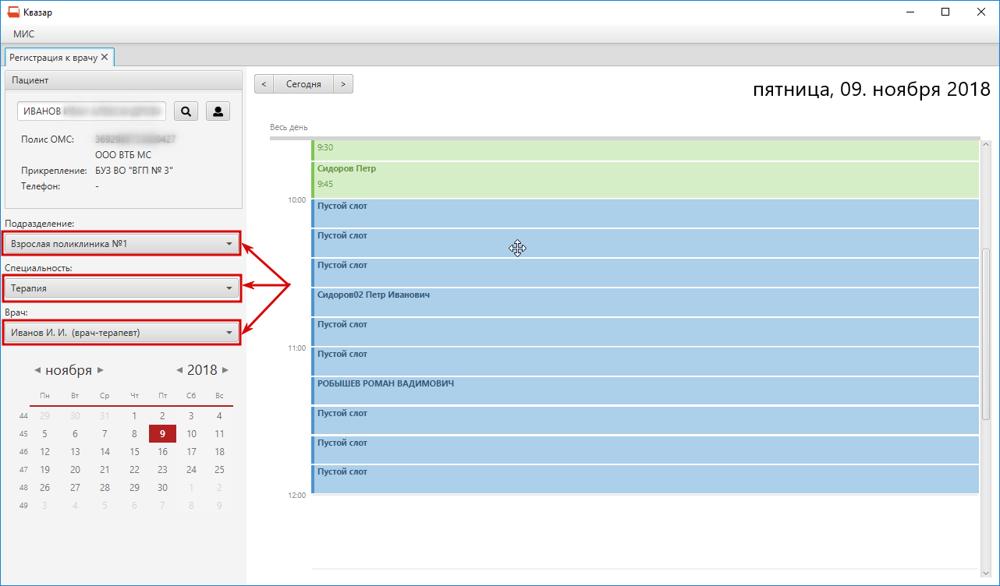 Квазар
МИС
Регистрация к врачу
Пациент
ИВАНОВ
Полис ОМС:
ООО ВТБ МС
Прикрепление: БУЗ ВО "ВГП № 3"
Телефон: -
Подразделение:
Взрослая поликлиника №1
Специальность:
Терапия
Врач:
Иванов И. И. (врач-терапевт)
ноября 2018
Пн Вт Ср Чт Пт Сб Вс
44 29 30 31 1 2 3 4
45 5 6 7 8 9 10 11
46 12 13 14 15 16 17 18
47 19 20 21 22 23 24 25
48 26 27 28 29 30 1 2
49 3 4 5 6 7 8 9
< Сегодня >
пятница, 09. ноября 2018
Весь день
9:30
Сидоров Петр
9:45
10:00
Пустой слот
Пустой слот
Пустой слот
Сидоров02 Петр Иванович
Пустой слот
11:00
Пустой слот
РОБЫШЕВ РОМАН ВАДИМОВИЧ
Пустой слот
Пустой слот
Пустой слот
12:00